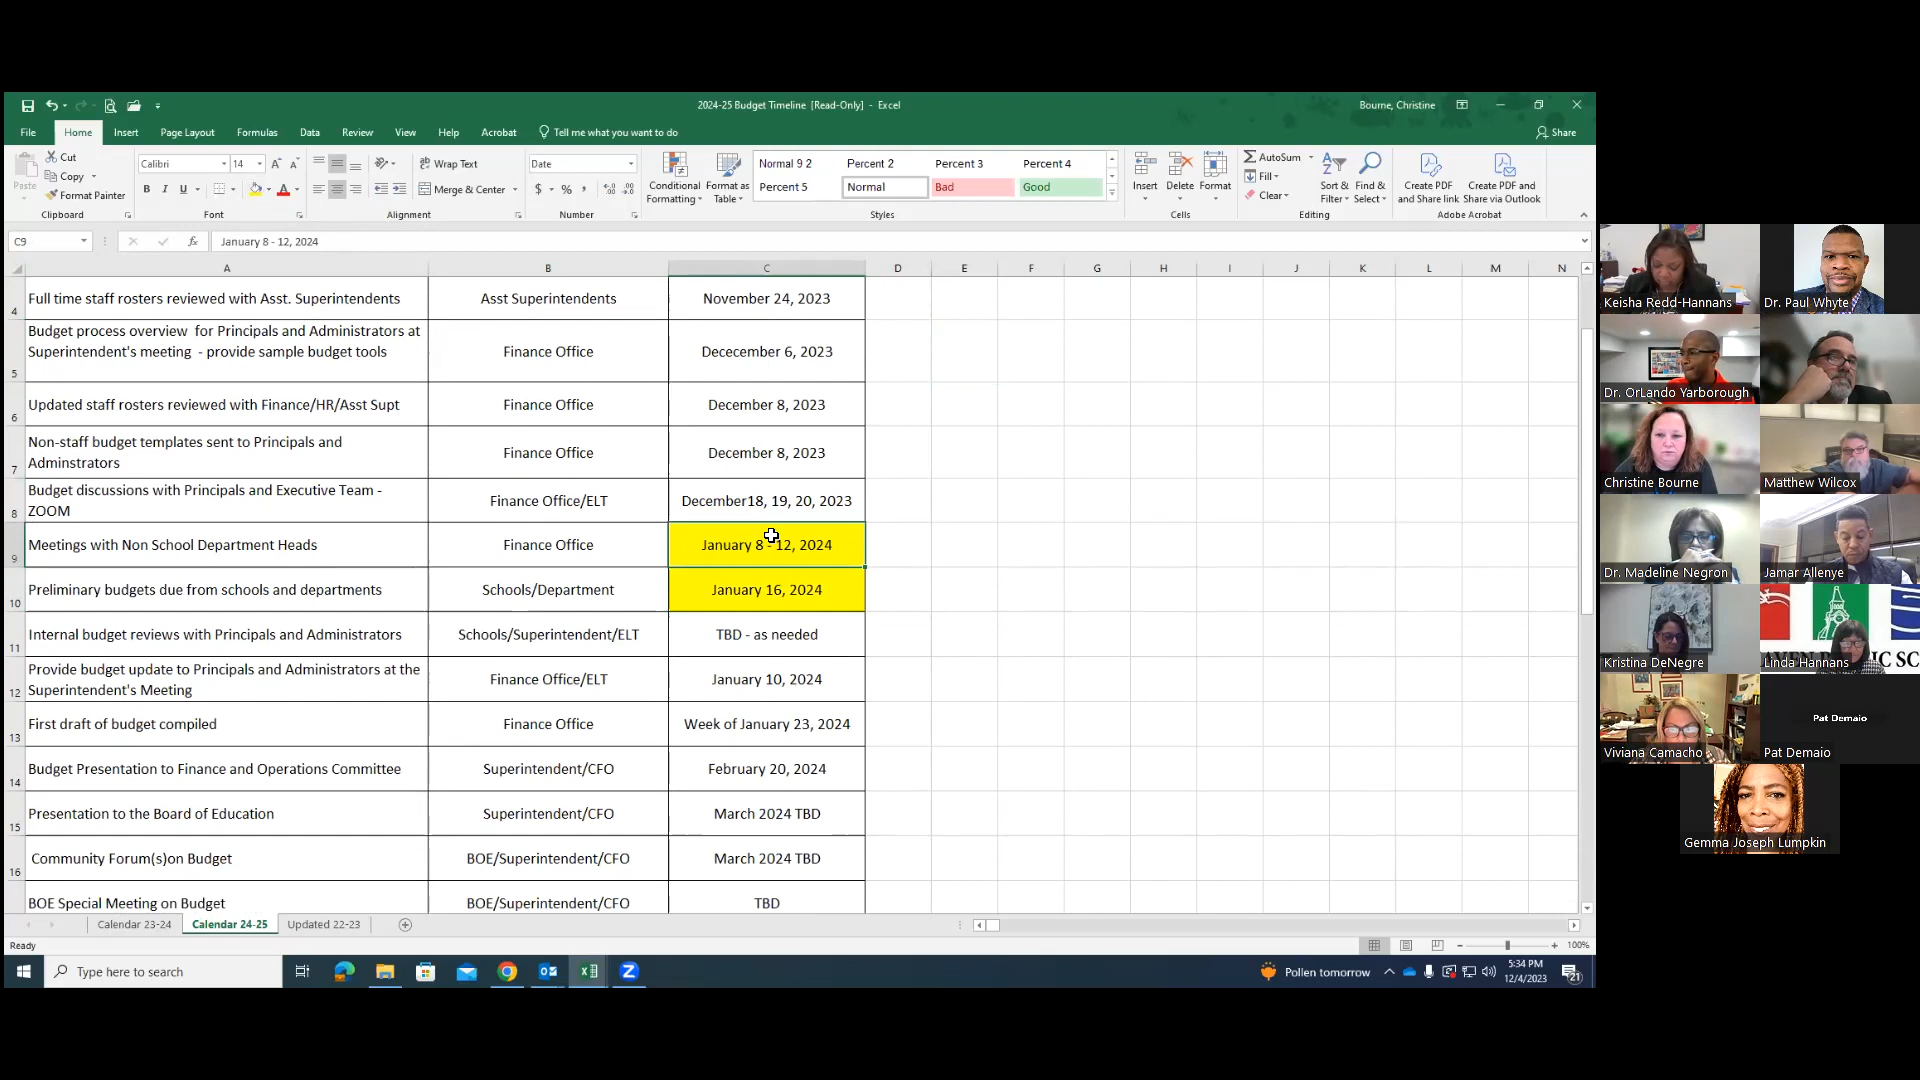 2024-25 Budget Timeline [Read-Only] - Excel
Bourne, Christine
File Home Insert Page Layout Formulas Data Review View Help Acrobat Tell me what you want to do
Share
Paste
Cut
Copy
Format Painter
Clipboard
Calibri 14
B I U
Font
Wrap Text
Merge & Center
Alignment
Date
$ % ,
Number
Conditional
Formatting
Format as
Table
Normal 9 2 Percent 2 Percent 3 Percent 4
Percent 5 Normal Bad Good
Styles
Insert Delete Format
Cells
AutoSum
Fill
Clear
Sort &
Filter
Find &
Select
Editing
Create PDF
and Share link
Create PDF and
Share via Outlook
Adobe Acrobat
C9 fx January 8 - 12, 2024
A B C D E F G H I J K L M N
4 Full time staff rosters reviewed with Asst. Superintendents Asst Superintendents November 24, 2023
Budget process overview for Principals and Administrators at
Superintendent's meeting - provide sample budget tools
5 Finance Office Dececember 6, 2023
6 Updated staff rosters reviewed with Finance/HR/Asst Supt Finance Office December 8, 2023
Non-staff budget templates sent to Principals and
Adminstrators
7 Finance Office December 8, 2023
Budget discussions with Principals and Executive Team -
ZOOM
8 Finance Office/ELT December18, 19, 20, 2023
9 Meetings with Non School Department Heads Finance Office January 8 - 12, 2024
10 Preliminary budgets due from schools and departments Schools/Department January 16, 2024
11 Internal budget reviews with Principals and Administrators Schools/Superintendent/ELT TBD - as needed
Provide budget update to Principals and Administrators at the
Superintendent's Meeting
12 Finance Office/ELT January 10, 2024
13 First draft of budget compiled Finance Office Week of January 23, 2024
14 Budget Presentation to Finance and Operations Committee Superintendent/CFO February 20, 2024
15 Presentation to the Board of Education Superintendent/CFO March 2024 TBD
16 Community Forum(s)on Budget BOE/Superintendent/CFO March 2024 TBD
BOE Special Meeting on Budget BOE/Superintendent/CFO TBD
Calendar 23-24 Calendar 24-25 Updated 22-23
Ready
100%
Type here to search
Pollen tomorrow
5:34 PM
12/4/2023
21
Keisha Redd-Hannans
Dr. Paul Whyte
Dr. OrLando Yarborough
Christine Bourne
Matthew Wilcox
Dr. Madeline Negron
Jamar Allenye
Kristina DeNegre
Linda Hannans
Viviana Camacho
Pat Demaio
Pat Demaio
Gemma Joseph Lumpkin